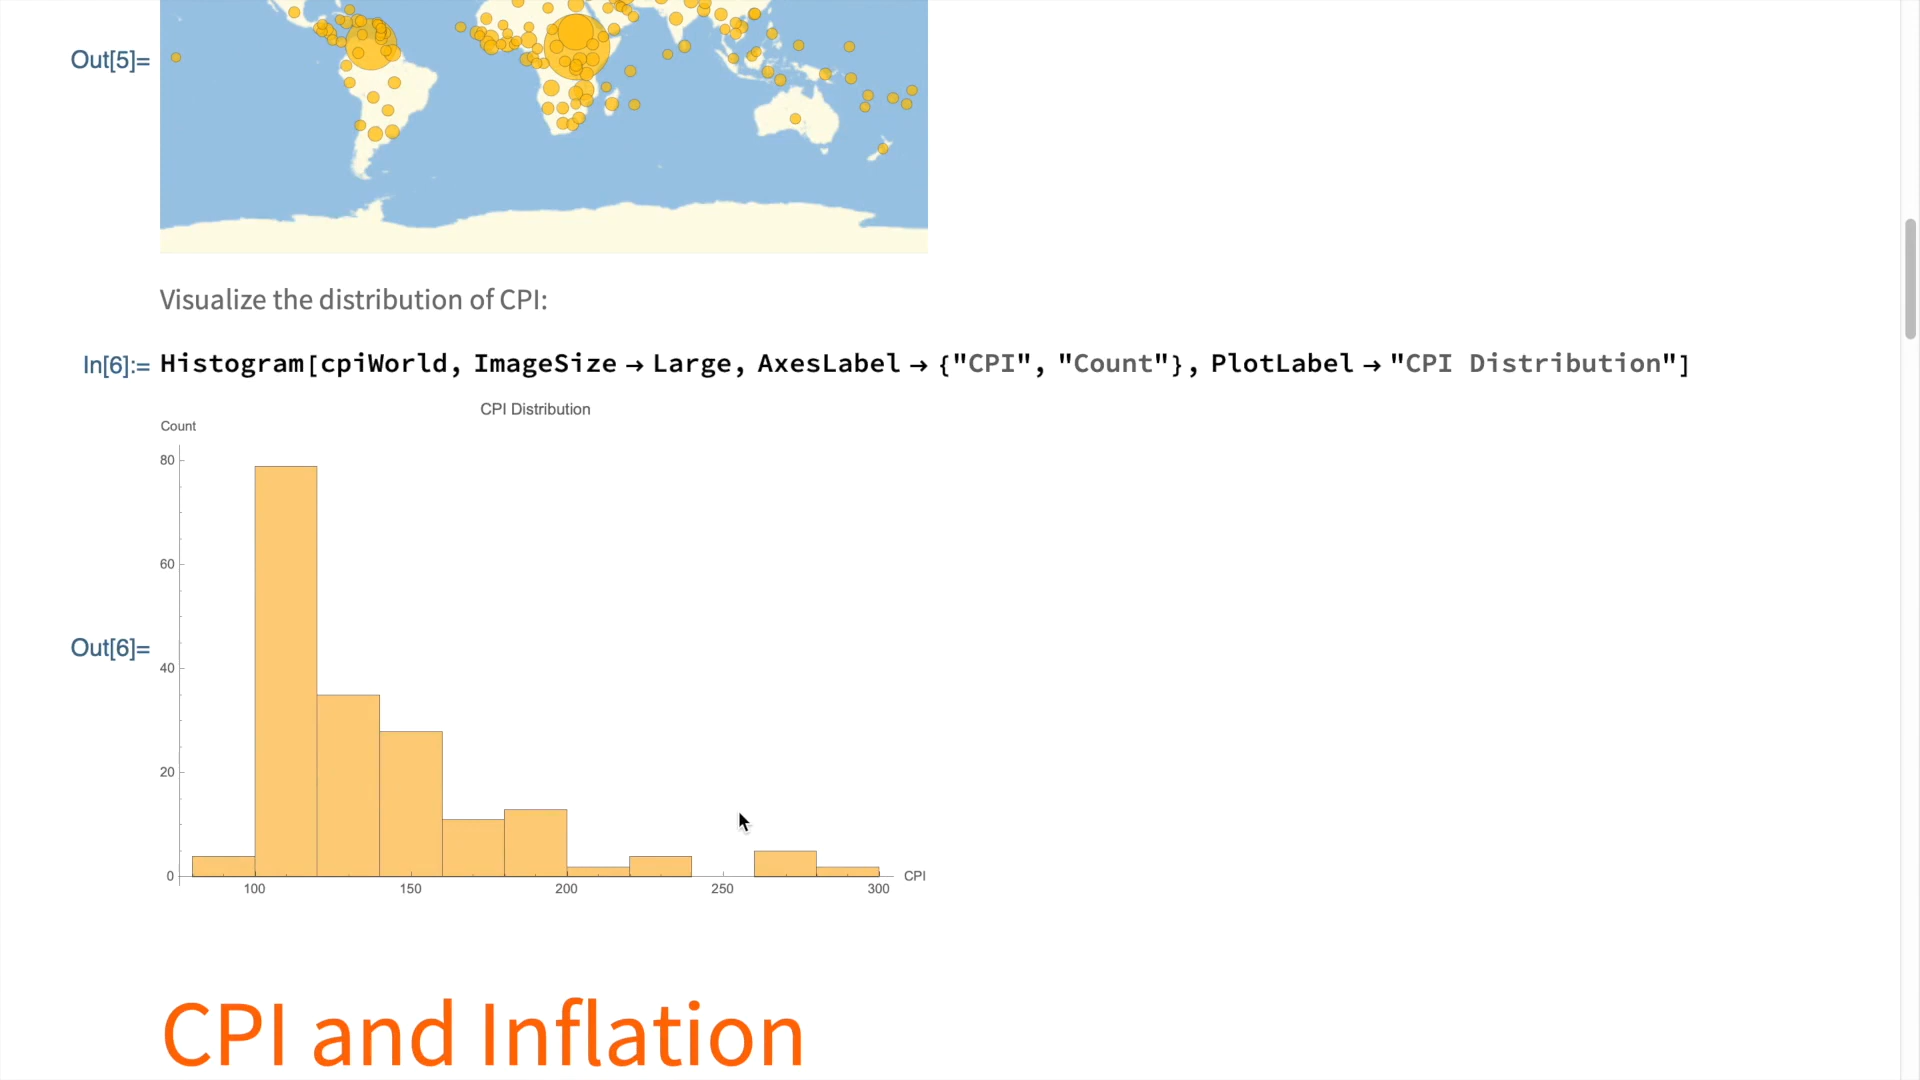 Out[5]=
Visualize the distribution of CPI:
In[6]:= Histogram[cpiWorld, ImageSize → Large, AxesLabel → {"CPI", "Count"}, PlotLabel → "CPI Distribution"]
CPI Distribution
Count
80
60
Out[6]=
40
20
0
100 150 200 250 300
CPI
CPI and Inflation